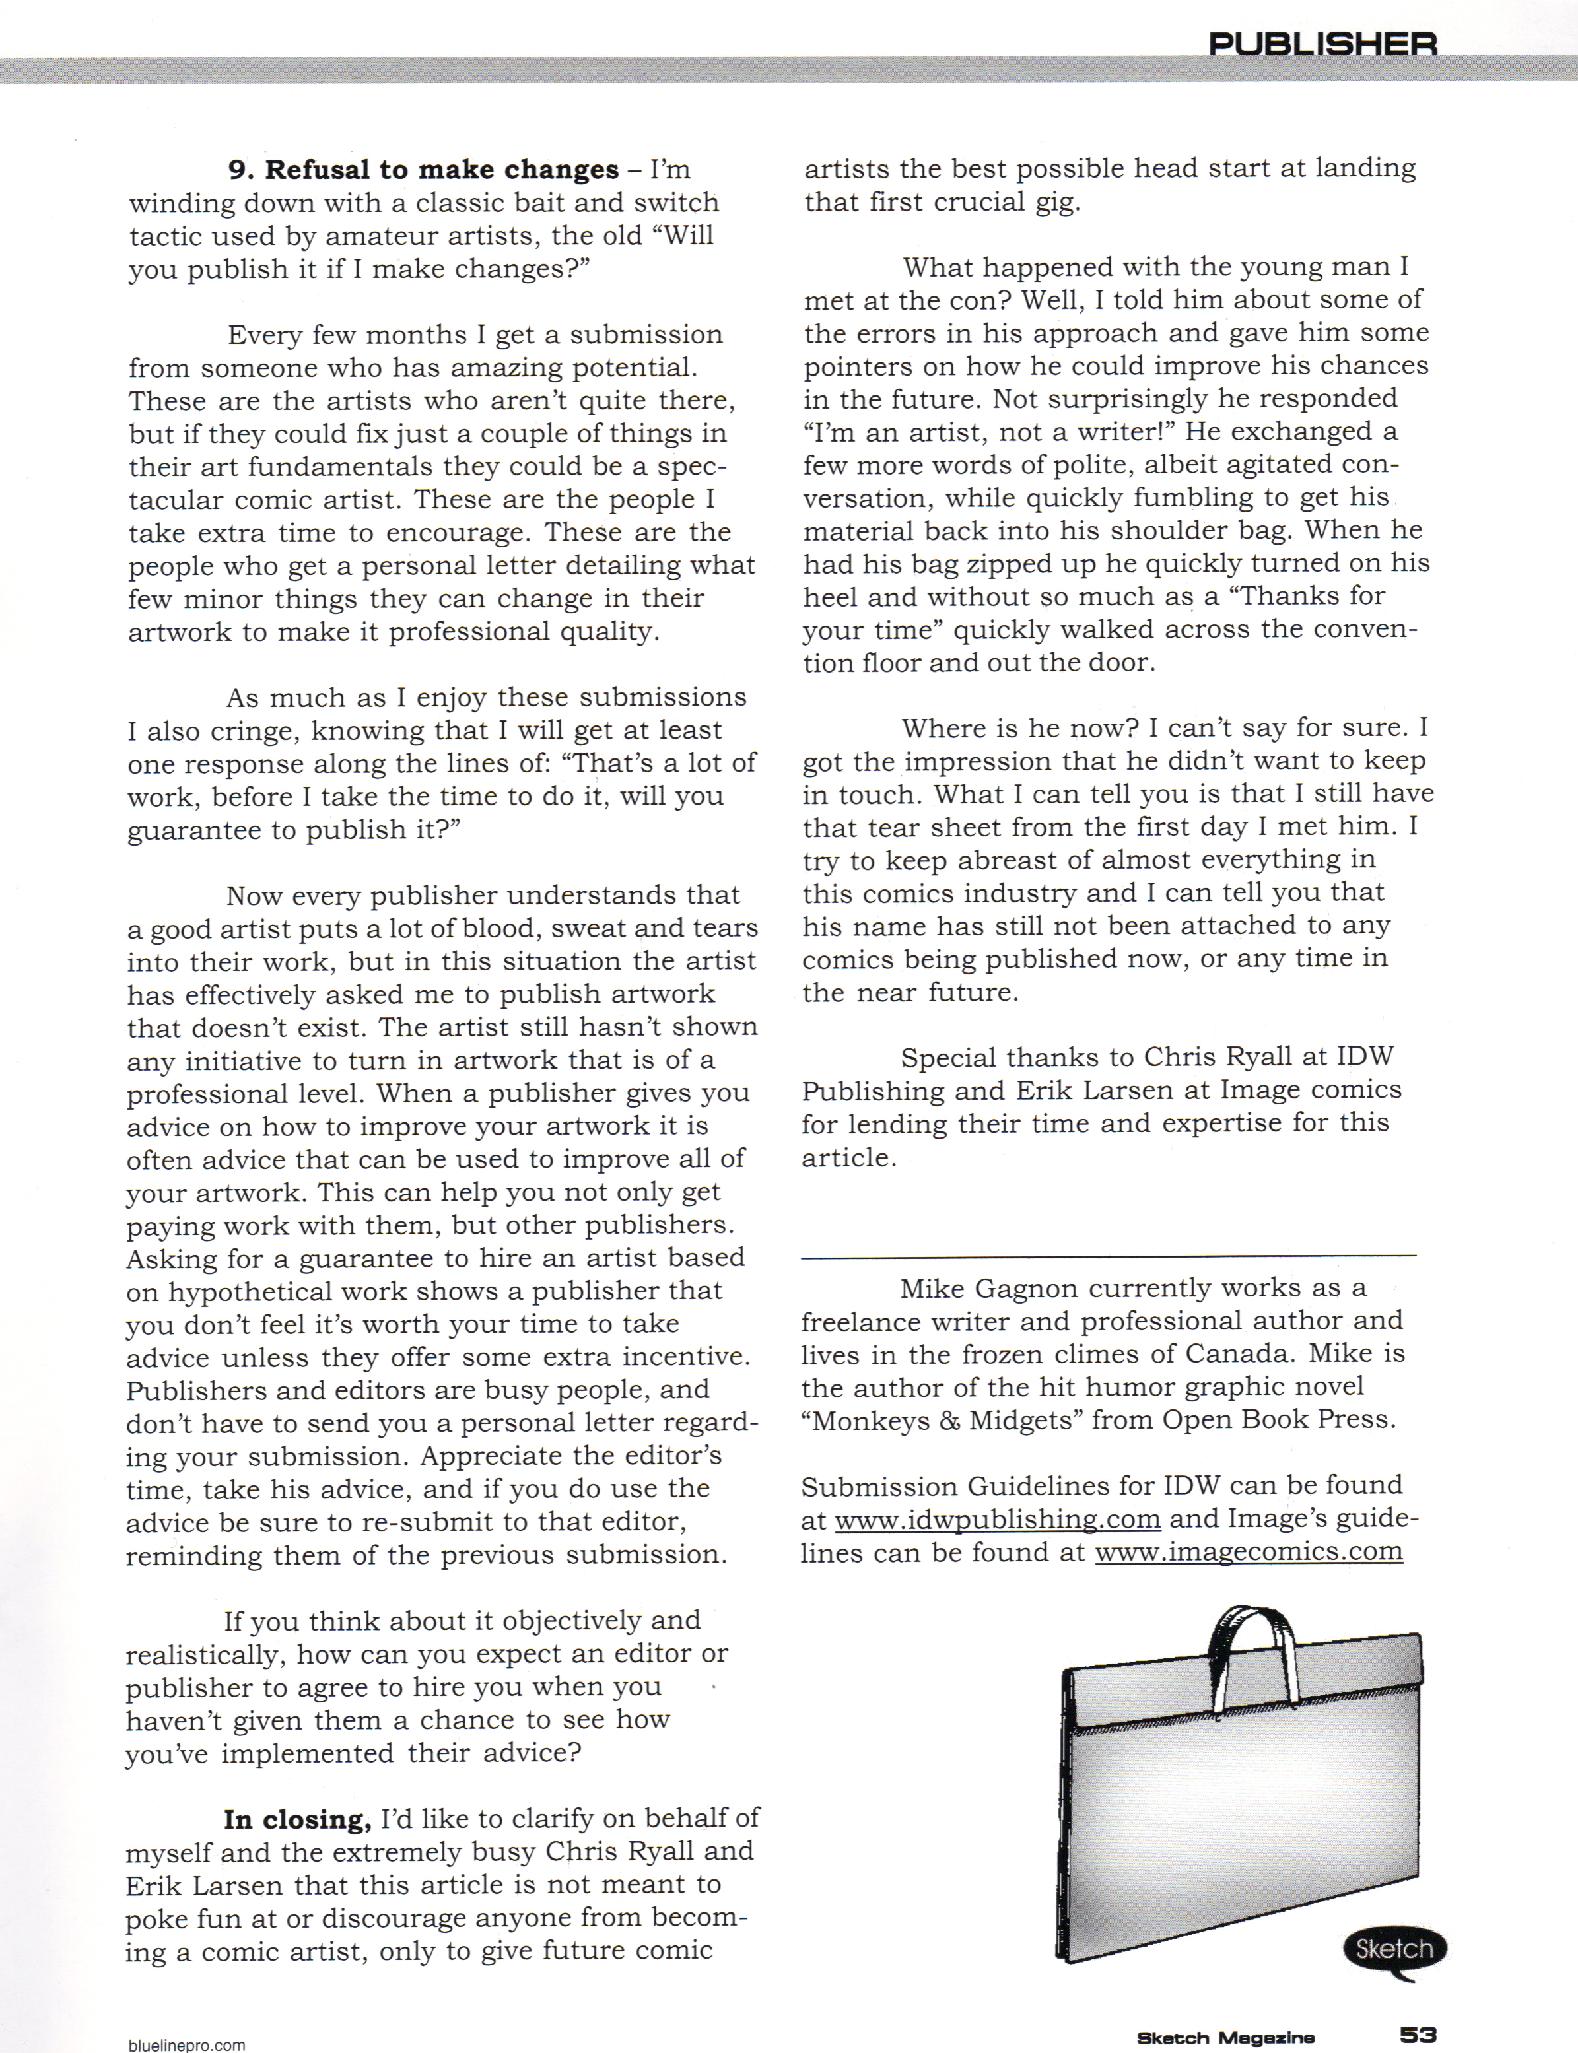 PUBLISHER
9. Refusal to make changes – I’m
winding down with a classic bait and switch
tactic used by amateur artists, the old “Will
you publish it if I make changes?”
Every few months I get a submission
from someone who has amazing potential.
These are the artists who aren’t quite there,
but if they could fix just a couple of things in
their art fundamentals they could be a spec-
tacular comic artist. These are the people I
take extra time to encourage. These are the
people who get a personal letter detailing what
few minor things they can change in their
artwork to make it professional quality.
As much as I enjoy these submissions
I also cringe, knowing that I will get at least
one response along the lines of: “That’s a lot of
work, before I take the time to do it, will you
guarantee to publish it?”
Now every publisher understands that
a good artist puts a lot of blood, sweat and tears
into their work, but in this situation the artist
has effectively asked me to publish artwork
that doesn’t exist. The artist still hasn’t shown
any initiative to turn in artwork that is of a
professional level. When a publisher gives you
advice on how to improve your artwork it is
often advice that can be used to improve all of
your artwork. This can help you not only get
paying work with them, but other publishers.
Asking for a guarantee to hire an artist based
on hypothetical work shows a publisher that
you don’t feel it’s worth your time to take
advice unless they offer some extra incentive.
Publishers and editors are busy people, and
don’t have to send you a personal letter regard-
ing your submission. Appreciate the editor’s
time, take his advice, and if you do use the
advice be sure to re-submit to that editor,
reminding them of the previous submission.
If you think about it objectively and
realistically, how can you expect an editor or
publisher to agree to hire you when you
haven’t given them a chance to see how
you’ve implemented their advice?
In closing, I’d like to clarify on behalf of
myself and the extremely busy Chris Ryall and
Erik Larsen that this article is not meant to
poke fun at or discourage anyone from becom-
ing a comic artist, only to give future comic
artists the best possible head start at landing
that first crucial gig.
What happened with the young man I
met at the con? Well, I told him about some of
the errors in his approach and gave him some
pointers on how he could improve his chances
in the future. Not surprisingly he responded
“I’m an artist, not a writer!” He exchanged a
few more words of polite, albeit agitated con-
versation, while quickly fumbling to get his
material back into his shoulder bag. When he
had his bag zipped up he quickly turned on his
heel and without so much as a “Thanks for
your time” quickly walked across the conven-
tion floor and out the door.
Where is he now? I can’t say for sure. I
got the impression that he didn’t want to keep
in touch. What I can tell you is that I still have
that tear sheet from the first day I met him. I
try to keep abreast of almost everything in
this comics industry and I can tell you that
his name has still not been attached to any
comics being published now, or any time in
the near future.
Special thanks to Chris Ryall at IDW
Publishing and Erik Larsen at Image comics
for lending their time and expertise for this
article.
Mike Gagnon currently works as a
freelance writer and professional author and
lives in the frozen climes of Canada. Mike is
the author of the hit humor graphic novel
“Monkeys & Midgets” from Open Book Press.
Submission Guidelines for IDW can be found
at www.idwpublishing.com and Image’s guide-
lines can be found at www.imagecomics.com
Sketch
bluelinepro.com
Sketch Magazine 53